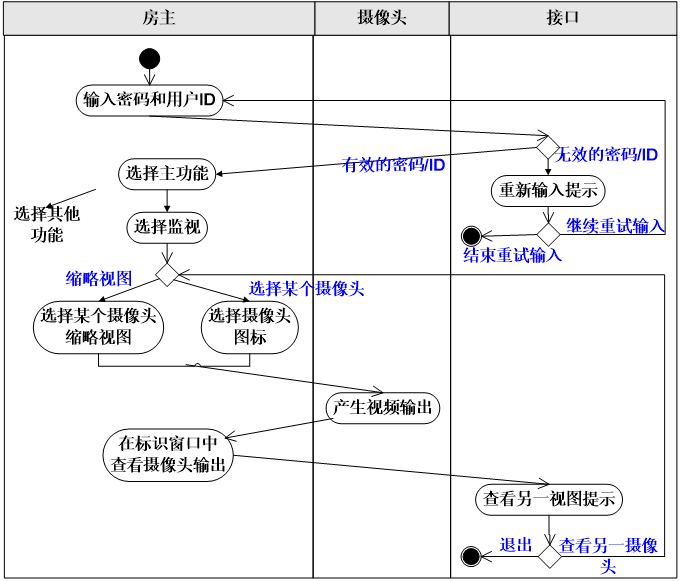 房主
摄像头
接口
输入密码和用户ID
无效的密码/ID
有效的密码/ID
选择主功能
重新输入提示
选择其他
功能
选择监视
继续重试输入
结束重试输入
缩略视图
选择某个摄像头
选择某个摄像头
缩略视图
选择摄像头
图标
产生视频输出
在标识窗口中
查看摄像头输出
查看另一视图提示
退出
查看另一摄像
头